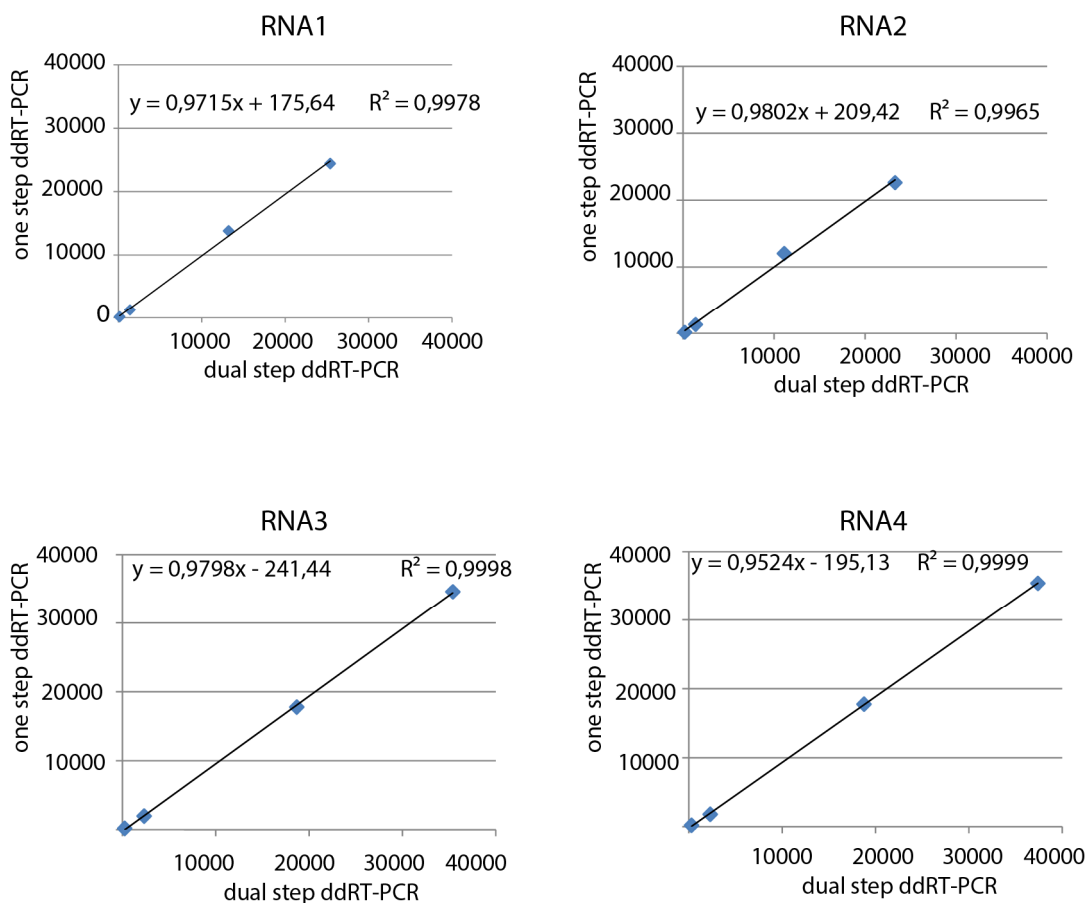 RNA1
40000
30000
20000
10000
0
one step ddRT-PCR
y = 0,9715x + 175,64 R² = 0,9978
10000 20000 30000 40000
dual step ddRT-PCR
RNA2
40000
30000
20000
10000
one step ddRT-PCR
y = 0,9802x + 209,42 R² = 0,9965
10000 20000 30000 40000
dual step ddRT-PCR
RNA3
40000
30000
20000
10000
one step ddRT-PCR
y = 0,9798x - 241,44 R² = 0,9998
10000 20000 30000 40000
dual step ddRT-PCR
RNA4
40000
30000
20000
10000
one step ddRT-PCR
y = 0,9524x - 195,13 R² = 0,9999
10000 20000 30000 40000
dual step ddRT-PCR